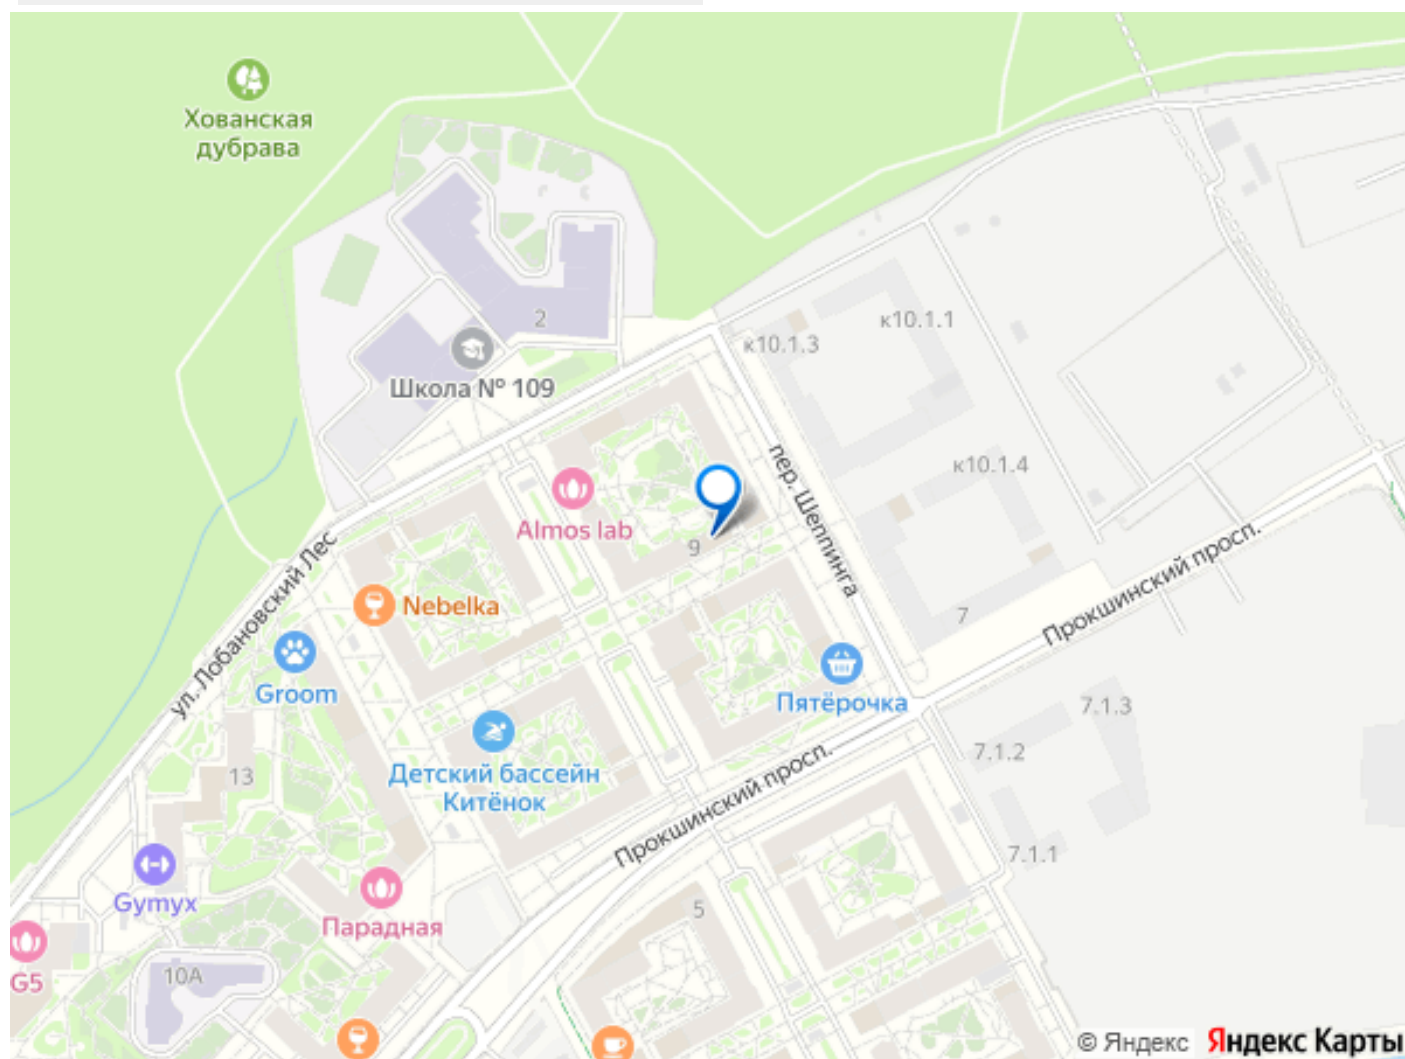 Хованская
дубрава
к10.1.1
2
к10.1.3
Школа № 109
пер. Шеппинга
к10.1.4
Almos lab
9
Прокшинский просп.
ул. Лобановский Лес
Nebelka
7
Groom
Пятёрочка
7.1.3
7.1.2
Детский бассейн
Китёнок
13
Прокшинский просп.
7.1.1
Gymyx
Парадная
5
G5
10А
© Яндекс Яндекс Карты